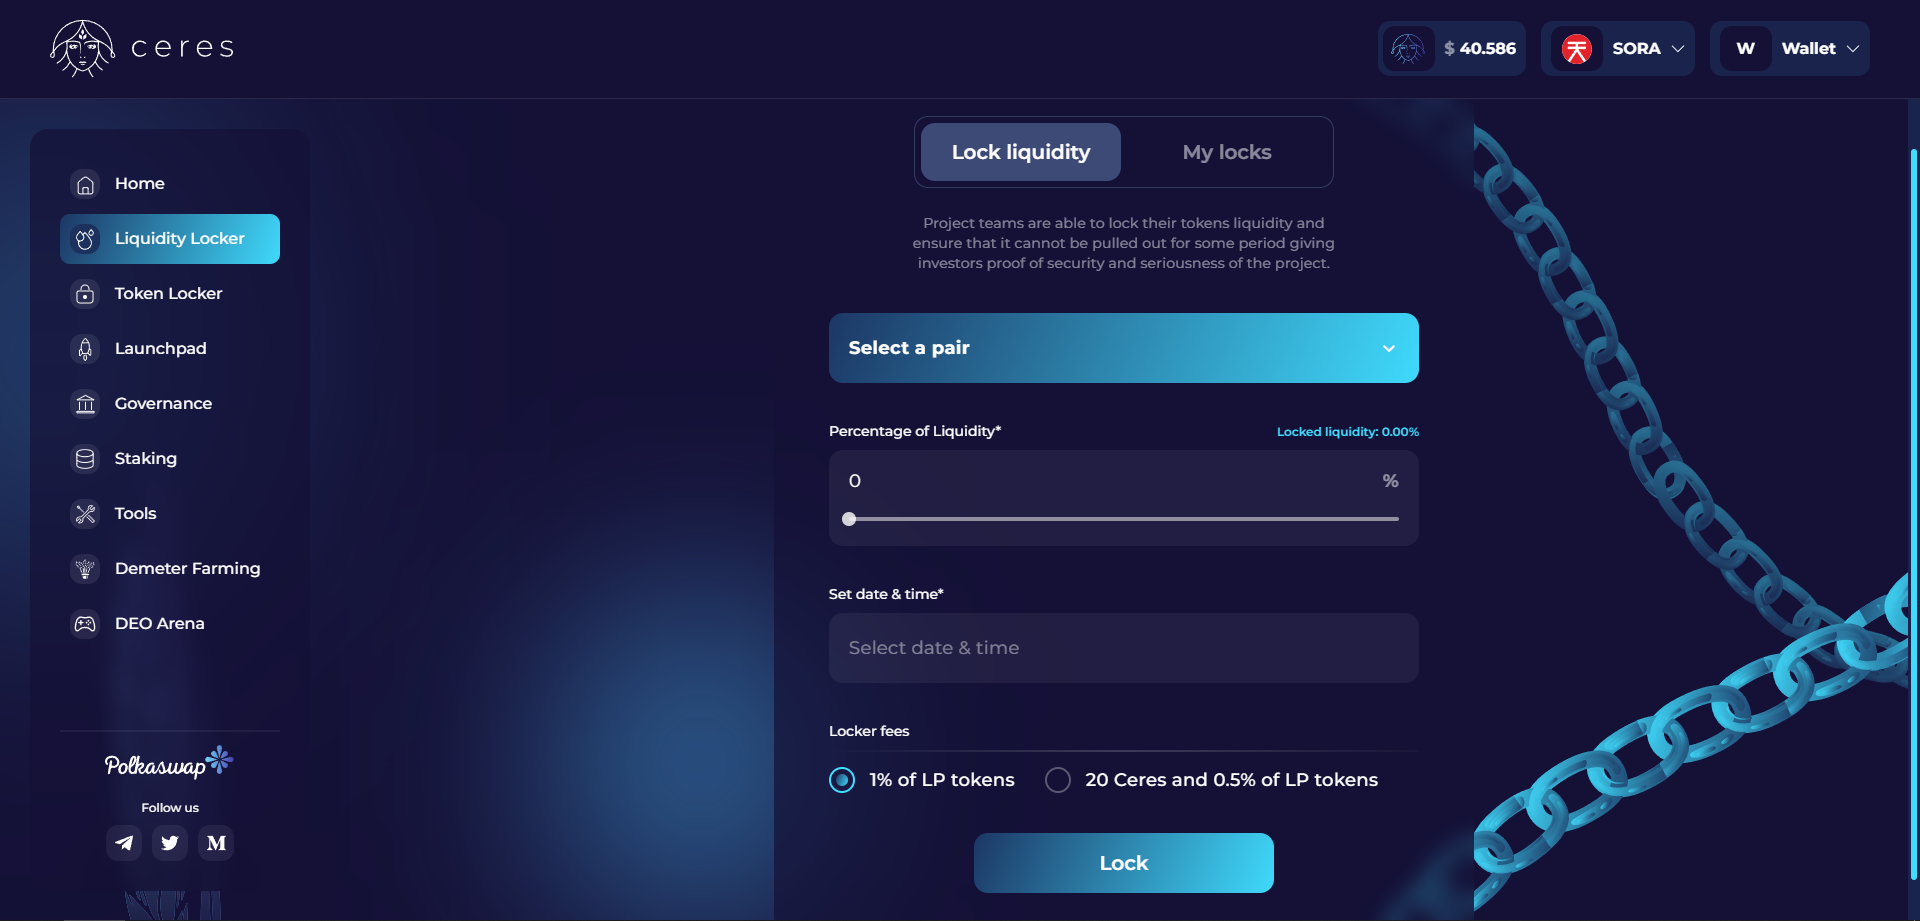 ceres
$ 40.586
SORA
W
Wallet
Home
Liquidity Locker
Token Locker
Launchpad
Governance
Staking
Tools
Demeter Farming
DEO Arena
Polkaswap
Follow us
M
Lock liquidity
My locks
Project teams are able to lock their tokens liquidity and
ensure that it cannot be pulled out for some period giving
investors proof of security and seriousness of the project.
Select a pair
Percentage of Liquidity*
Locked liquidity: 0.00%
0
%
Set date & time*
Select date & time
Locker fees
1% of LP tokens
20 Ceres and 0.5% of LP tokens
Lock